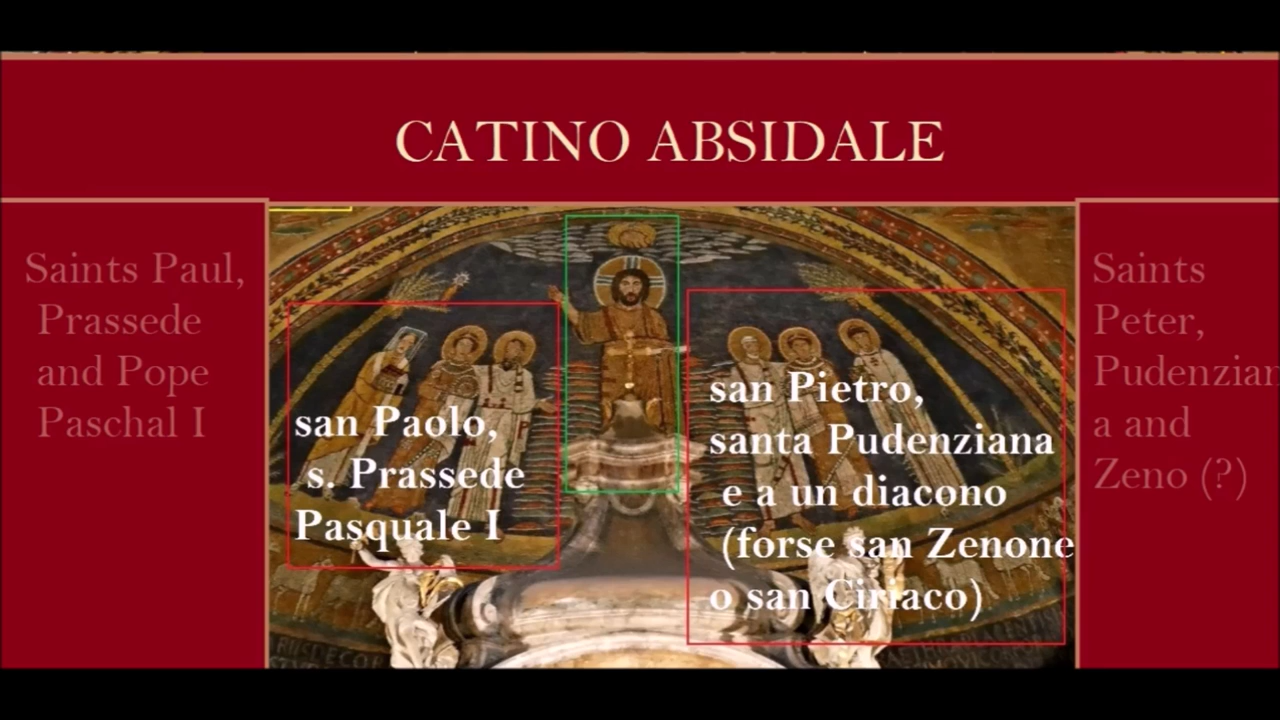 CATINO ABSIDALE
Saints Paul,
Prassede
and Pope
Paschal I
san Paolo,
s. Prassede
Pasquale I
san Pietro,
santa Pudenziana
e a un diacono
(forse san Zenone
o san Ciriaco)
Saints
Peter,
Pudenzian
a and
Zeno (?)